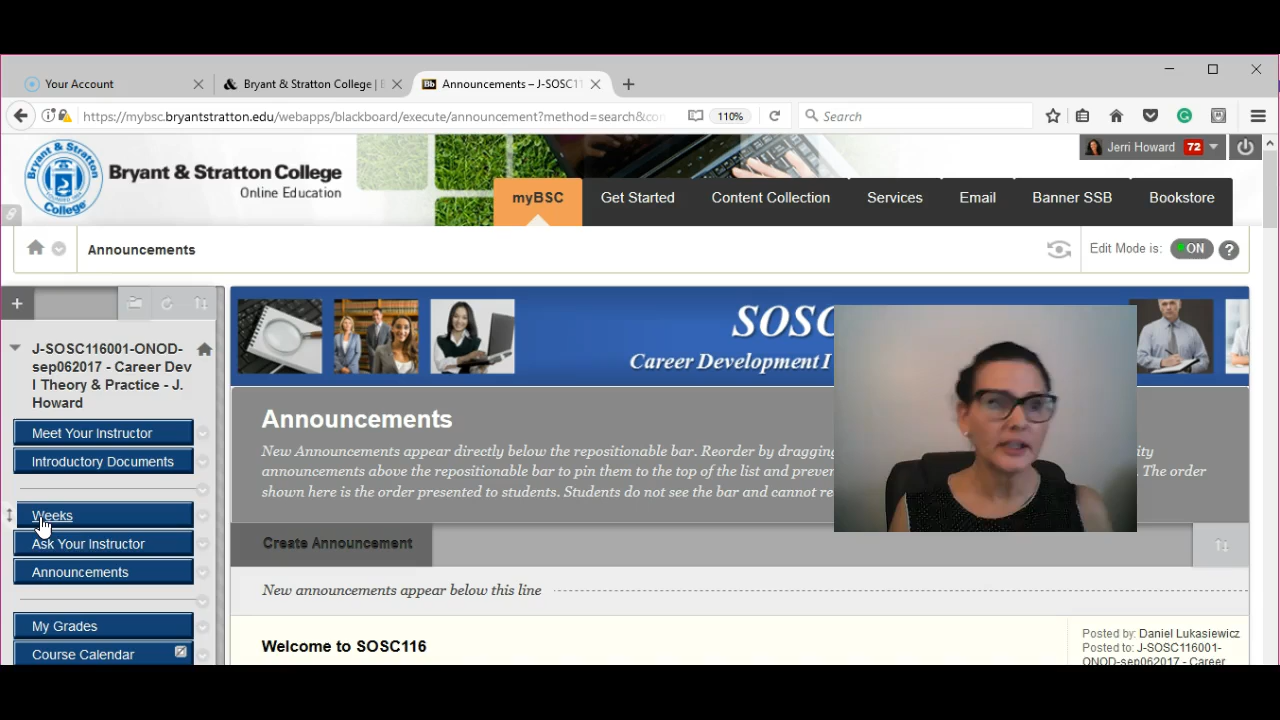 Your Account
Bryant & Stratton College | B
Bb Announcements – J-SOSC11
https://mybsc.bryantstratton.edu/webapps/blackboard/execute/announcement?method=search&con
110%
Search
Bryant & Stratton College
Bryant & Stratton College
Online Education
Jerri Howard 72
myBSC
Get Started
Content Collection
Services
Email
Banner SSB
Bookstore
Announcements
Edit Mode is:
ON
?
J-SOSC116001-ONOD-
sep062017 - Career Dev
I Theory & Practice - J.
Howard
Meet Your Instructor
Introductory Documents
Weeks
Ask Your Instructor
Announcements
My Grades
Course Calendar
SOSC
Career Development I
Announcements
New Announcements appear directly below the repositionable bar. Reorder by dragging
announcements above the repositionable bar to pin them to the top of the list and preven
The order
shown here is the order presented to students. Students do not see the bar and cannot re
Create Announcement
New announcements appear below this line
Welcome to SOSC116
Posted by: Daniel Lukasiewicz
Posted to: J-SOSC116001-
ONOD-sep062017 - Career